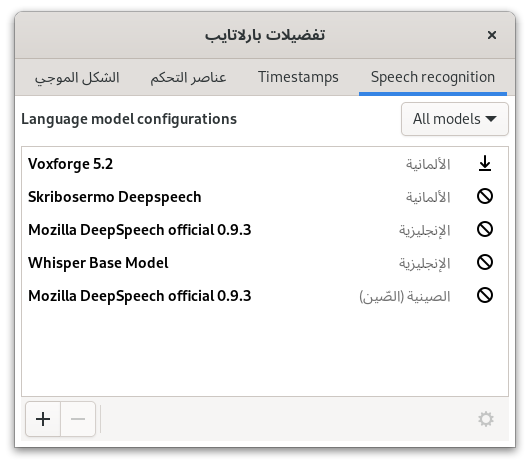 تفضيلات بارلاتايب
الشكل الموجي
عناصر التحكم
Timestamps
Speech recognition
Language model configurations
All models
Voxforge 5.2 الألمانية
Skribosermo Deepspeech الألمانية
Mozilla DeepSpeech official 0.9.3 الإنجليزية
Whisper Base Model الإنجليزية
Mozilla DeepSpeech official 0.9.3 الصينية (الصّين)